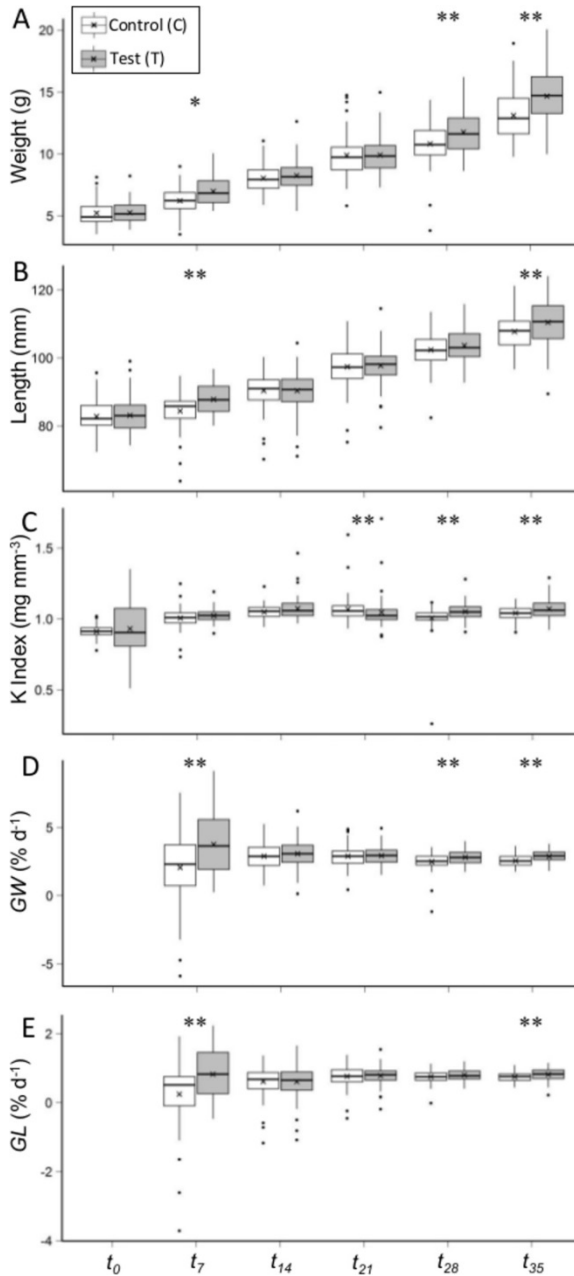 A
Control (C)
Test (T)
** **
*
20
15
10
5
Weight (g)
B
** **
120
100
80
Length (mm)
C
** ** **
1.5
1.0
0.5
K Index (mg mm⁻³)
D
** ** **
5
0
-5
GW (% d⁻¹)
E
** **
2
0
-2
-4
GL (% d⁻¹)
t₀ t₇ t₁₄ t₂₁ t₂₈ t₃₅